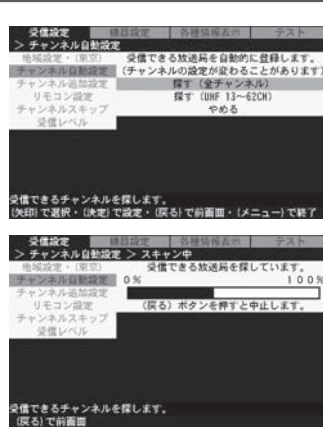 受信設定 機器設定 各種情報表示 テスト
> チャンネル自動設定
地域設定・(東京) 受信できる放送局を自動的に登録します。
チャンネル自動設定 (チャンネルの設定が変わることがあります)
チャンネル追加設定 探す (全チャンネル)
リモコン設定 探す (UHF 13〜62CH)
チャンネルスキップ やめる
受信レベル
受信できるチャンネルを探します。
(矢印)で選択・(決定)で設定・(戻る)で前画面・(メニュー)で終了
受信設定 機器設定 各種情報表示 テスト
> チャンネル自動設定 > スキャン中
地域設定・(東京) 受信できる放送局を探しています。
チャンネル自動設定 0% 100%
チャンネル追加設定
リモコン設定 (戻る) ボタンを押すと中止します。
チャンネルスキップ
受信レベル
受信できるチャンネルを探します。
(戻る)で前画面